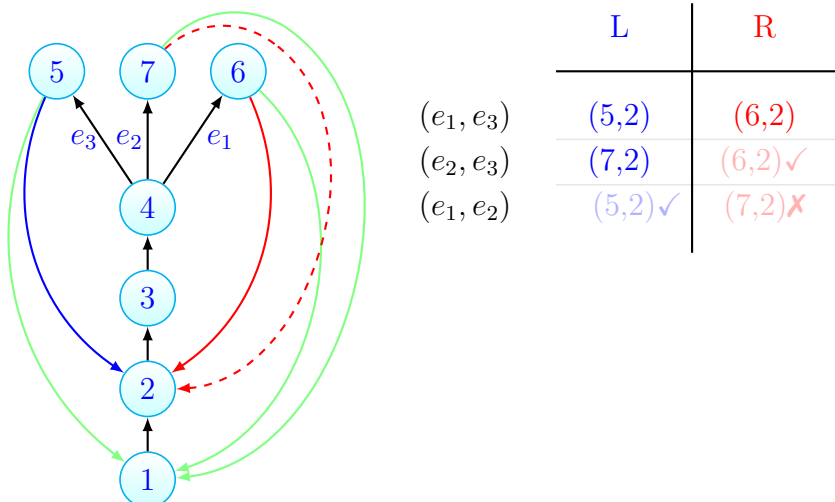 L R
5 7 6
e3 e2 e1
(e1, e3) (5,2) (6,2)
(e2, e3) (7,2) (6,2)✓
(e1, e2) (5,2)✓ (7,2)✗
4
3
2
1